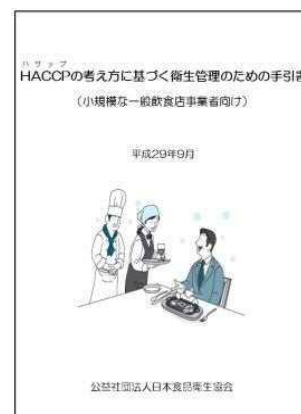 ハサップ
HACCPの考え方に基づく衛生管理のための手引書
(小規模な一般飲食店事業者向け)
平成29年9月
公益社団法人日本食品衛生協会